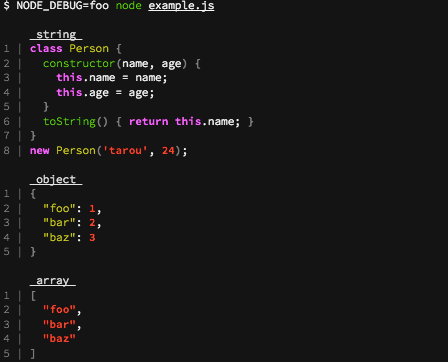 $ NODE_DEBUG=foo node example.js
string
1 | class Person {
2 |   constructor(name, age) {
3 |     this.name = name;
4 |     this.age = age;
5 |   }
6 |   toString() { return this.name; }
7 | }
8 | new Person('tarou', 24);
object
1 | {
2 |   "foo": 1,
3 |   "bar": 2,
4 |   "baz": 3
5 | }
array
1 | [
2 |   "foo",
3 |   "bar",
4 |   "baz"
5 | ]